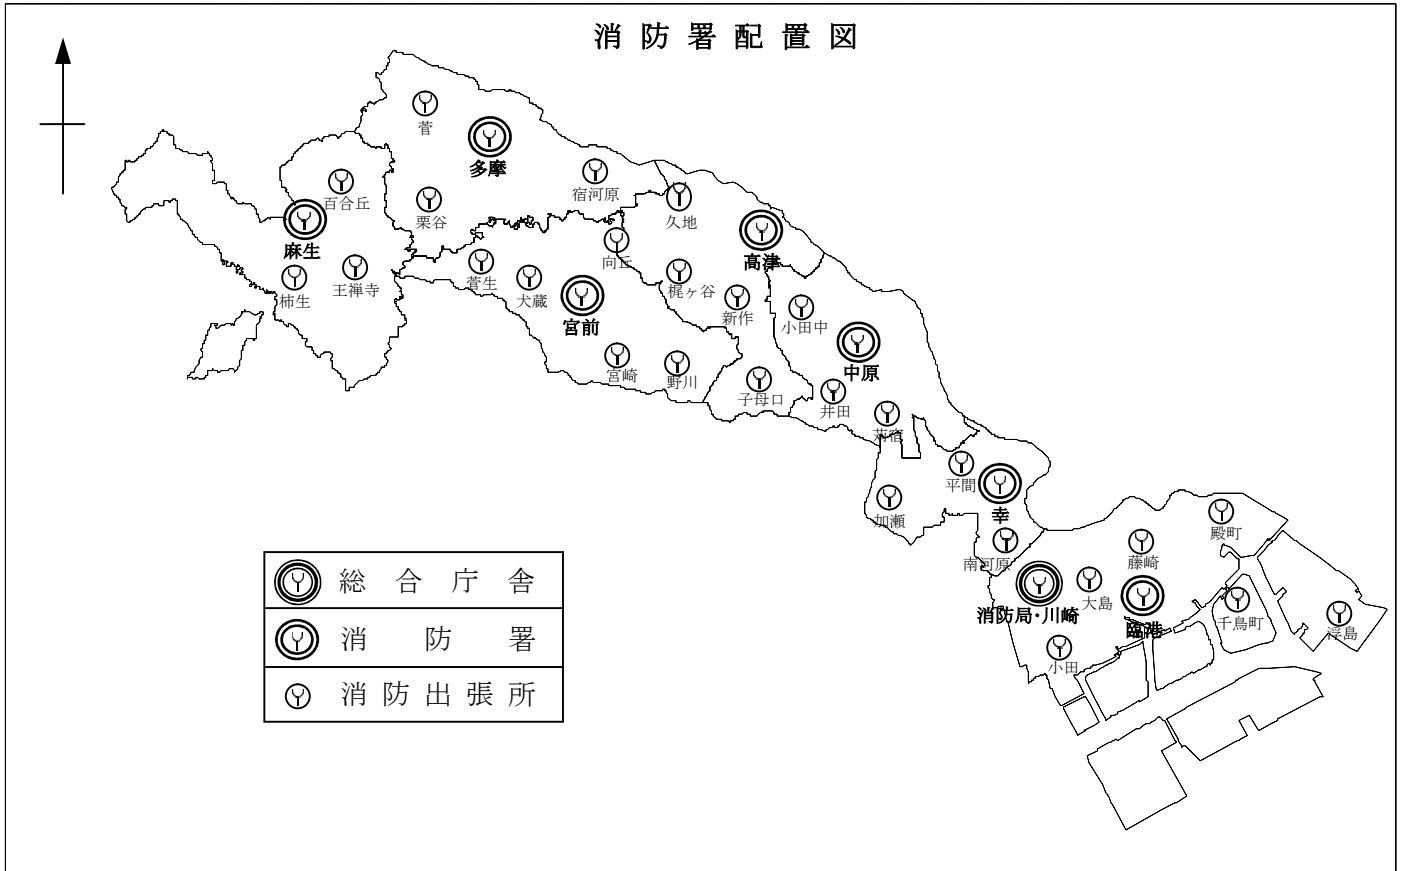 消防署配置図
菅
多摩
宿河原
百合丘
栗谷
久地
麻生
向丘
高津
柿生
王禅寺
菅生
犬蔵
梶ヶ谷
新作
宮前
小田中
宮崎
野川
中原
子母口
井田
苅宿
平間
加瀬
幸
殿町
南河原
藤崎
消防局・川崎
大島
臨港
千鳥町
浮島
小田
総合庁舎
消防署
消防出張所